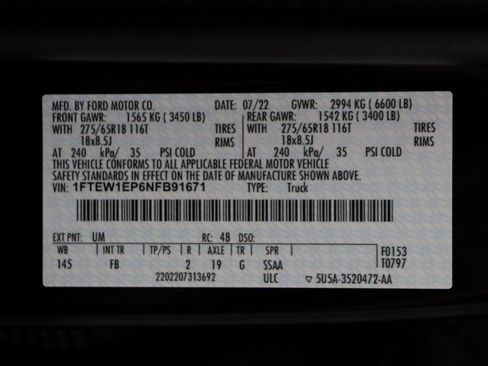 MFD. BY FORD MOTOR CO. DATE: 07/22 GVWR: 2994 KG ( 6600 LB)
FRONT GAWR: 1565 KG ( 3450 LB) REAR GAWR: 1542 KG ( 3400 LB)
WITH 275/65R18 116T TIRES WITH 275/65R18 116T TIRES
18x8.5J RIMS 18x8.5J RIMS
AT 240 kPa/ 35 PSI COLD AT 240 kPa/ 35 PSI COLD
THIS VEHICLE CONFORMS TO ALL APPLICABLE FEDERAL MOTOR VEHICLE
SAFETY STANDARDS IN EFFECT ON THE DATE OF MANUFACTURE SHOWN ABOVE.
VIN: 1FTEW1EP6NFB91671 TYPE: Truck
EXT PNT: UM RC: 48 DSO:
WB INT TR TP/PS R AXLE TR SPR F0153
145 FB 2 19 G SSAA T0797
2202207313692 ULC ▽ 5U5A-3520472-AA